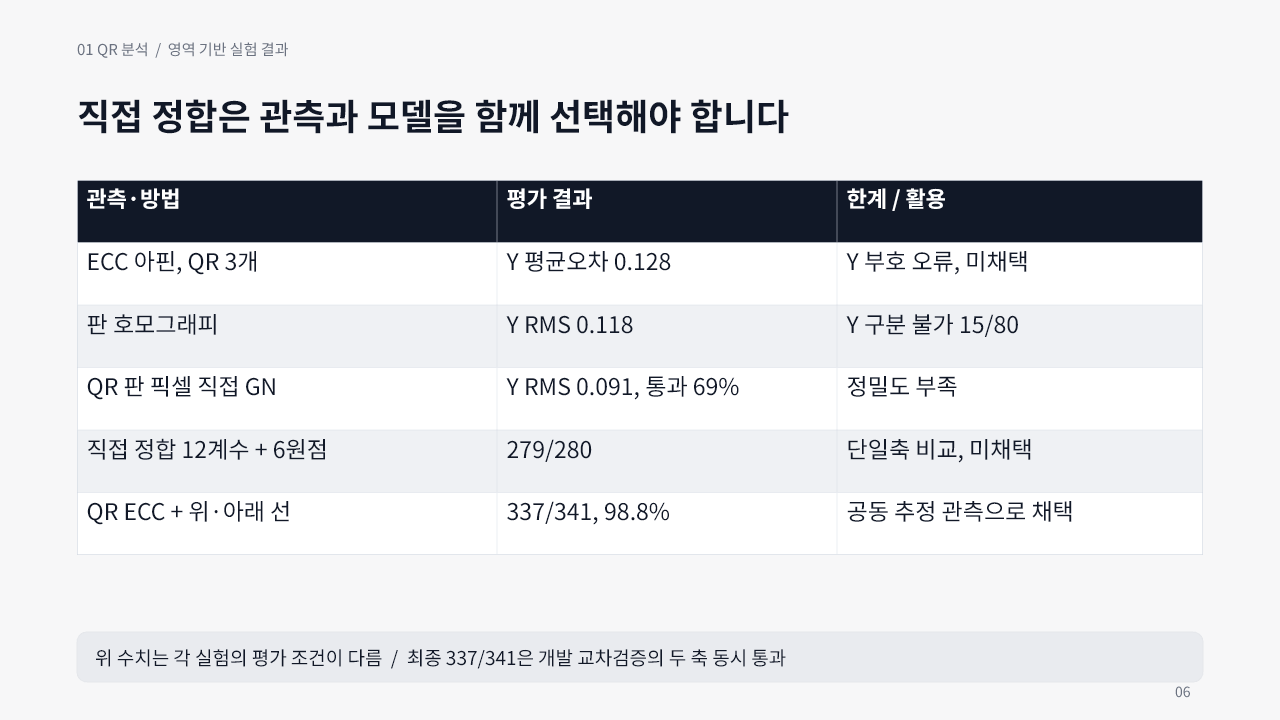 01 QR 분석 / 영역 기반 실험 결과
직접 정합은 관측과 모델을 함께 선택해야 합니다
관측·방법 평가 결과 한계 / 활용
ECC 아핀, QR 3개 Y 평균오차 0.128 Y 부호 오류, 미채택
판 호모그래피 Y RMS 0.118 Y 구분 불가 15/80
QR 판 픽셀 직접 GN Y RMS 0.091, 통과 69% 정밀도 부족
직접 정합 12계수 + 6원점 279/280 단일축 비교, 미채택
QR ECC + 위·아래 선 337/341, 98.8% 공동 추정 관측으로 채택
위 수치는 각 실험의 평가 조건이 다름 / 최종 337/341은 개발 교차검증의 두 축 동시 통과
06